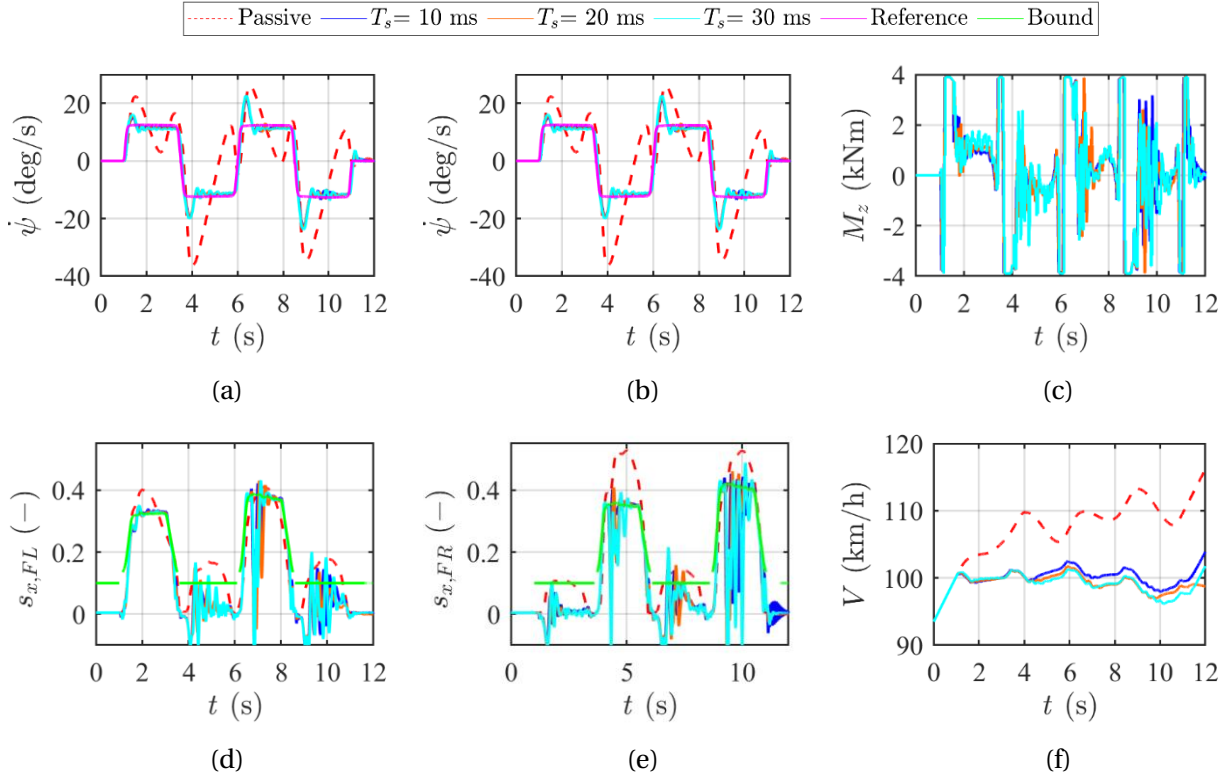 Passive T_s= 10 ms T_s= 20 ms T_s= 30 ms Reference Bound
20
0
-20
-40
ψ̇ (deg/s)
0 2 4 6 8 10 12
t (s)
(a)
20
0
-20
-40
ψ̇ (deg/s)
0 2 4 6 8 10 12
t (s)
(b)
4
2
0
-2
-4
M_z (kNm)
2 4 6 8 10 12
t (s)
(c)
0.4
0.2
0
s_{x,FL} (−)
0 2 4 6 8 10 12
t (s)
(d)
0.4
0.2
0
s_{x,FR} (−)
0 5 10
t (s)
(e)
120
110
100
90
V (km/h)
0 2 4 6 8 10 12
t (s)
(f)